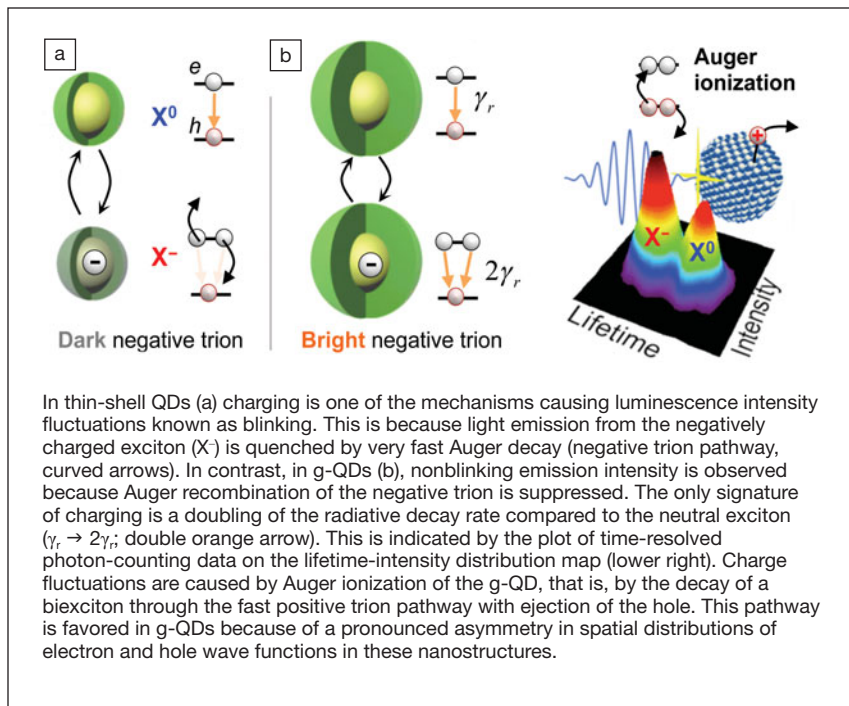 a
b
Auger
ionization
e
h
X⁰
γr
X⁻
2γr
−
−
+
X⁻
X⁰
Lifetime
Intensity
Dark negative trion
Bright negative trion
In thin-shell QDs (a) charging is one of the mechanisms causing luminescence intensity
fluctuations known as blinking. This is because light emission from the negatively
charged exciton (X⁻) is quenched by very fast Auger decay (negative trion pathway,
curved arrows). In contrast, in g-QDs (b), nonblinking emission intensity is observed
because Auger recombination of the negative trion is suppressed. The only signature
of charging is a doubling of the radiative decay rate compared to the neutral exciton
(γr → 2γr; double orange arrow). This is indicated by the plot of time-resolved
photon-counting data on the lifetime-intensity distribution map (lower right). Charge
fluctuations are caused by Auger ionization of the g-QD, that is, by the decay of a
biexciton through the fast positive trion pathway with ejection of the hole. This pathway
is favored in g-QDs because of a pronounced asymmetry in spatial distributions of
electron and hole wave functions in these nanostructures.